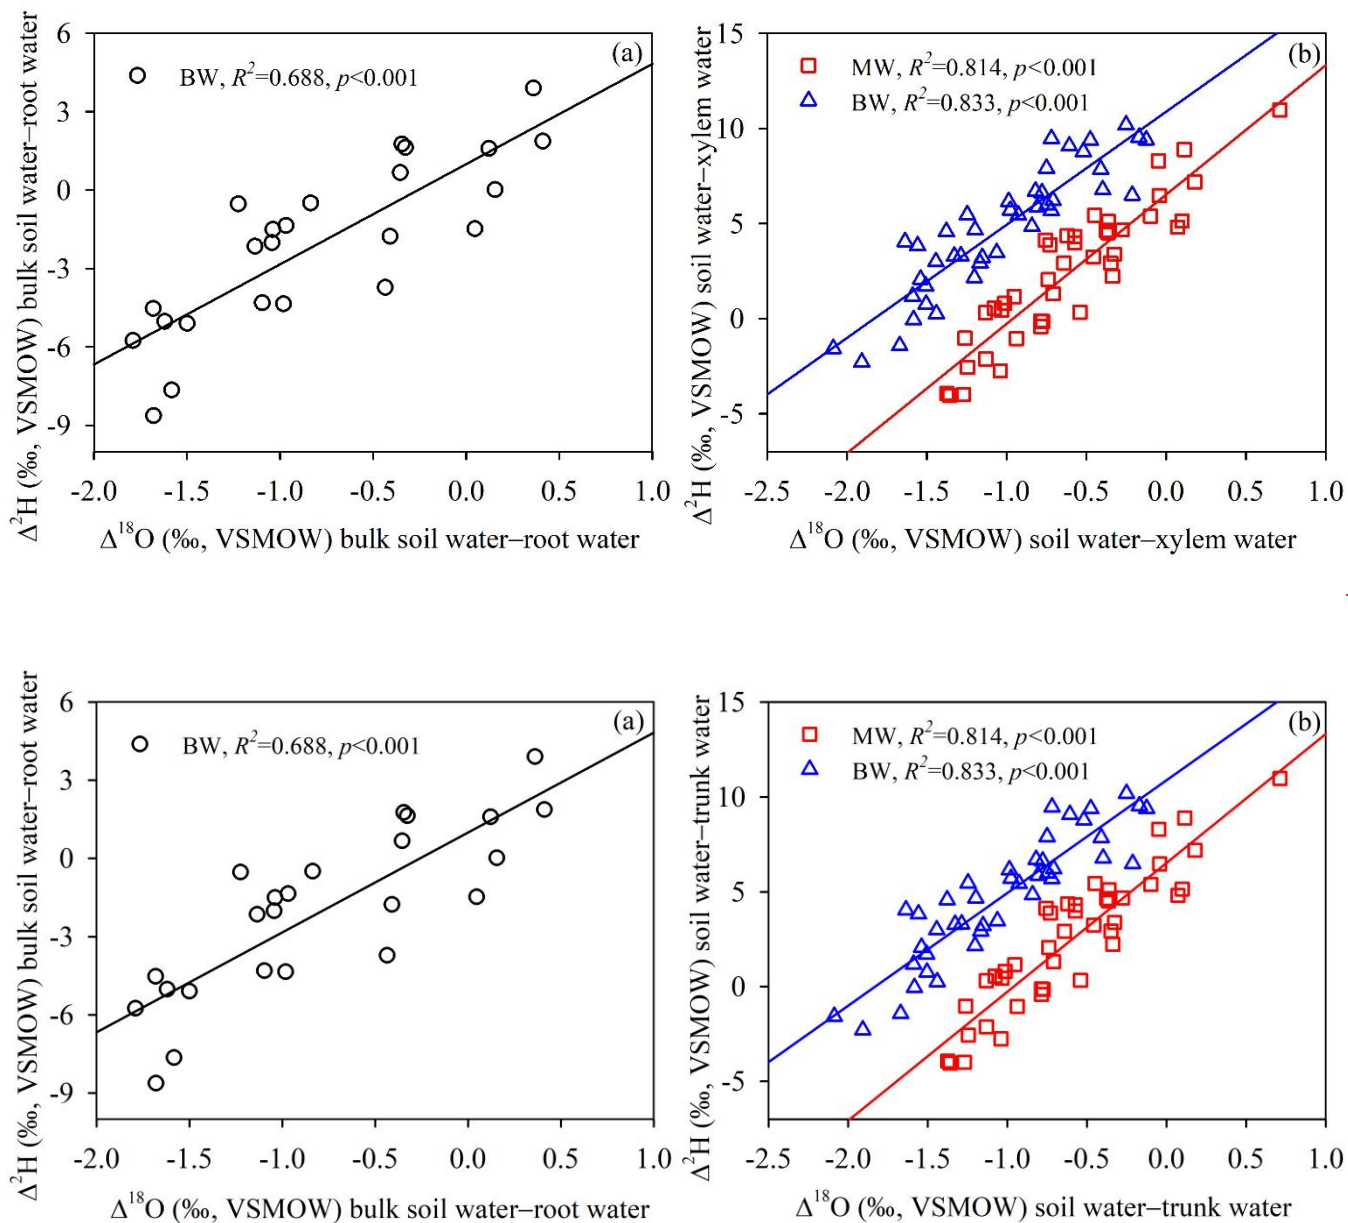 6
3
0
-3
-6
-9
-2.0 -1.5 -1.0 -0.5 0.0 0.5 1.0
Δ²H (‰, VSMOW) bulk soil water–root water
Δ¹⁸O (‰, VSMOW) bulk soil water–root water
(a)
BW, R²=0.688, p<0.001
15
10
5
0
-5
-2.5 -2.0 -1.5 -1.0 -0.5 0.0 0.5 1.0
Δ²H (‰, VSMOW) soil water–xylem water
Δ¹⁸O (‰, VSMOW) soil water–xylem water
(b)
MW, R²=0.814, p<0.001
BW, R²=0.833, p<0.001
6
3
0
-3
-6
-9
-2.0 -1.5 -1.0 -0.5 0.0 0.5 1.0
Δ²H (‰, VSMOW) bulk soil water–root water
Δ¹⁸O (‰, VSMOW) bulk soil water–root water
(a)
BW, R²=0.688, p<0.001
15
10
5
0
-5
-2.5 -2.0 -1.5 -1.0 -0.5 0.0 0.5 1.0
Δ²H (‰, VSMOW) soil water–trunk water
Δ¹⁸O (‰, VSMOW) soil water–trunk water
(b)
MW, R²=0.814, p<0.001
BW, R²=0.833, p<0.001